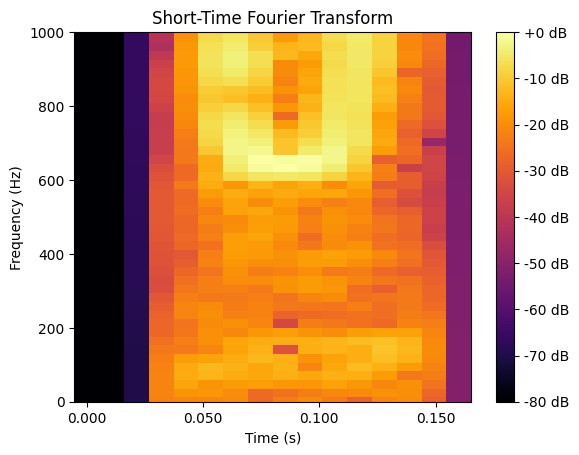 Short-Time Fourier Transform
1000
800
600
400
200
0
Frequency (Hz)
0.000
0.050
0.100
0.150
Time (s)
+0 dB
-10 dB
-20 dB
-30 dB
-40 dB
-50 dB
-60 dB
-70 dB
-80 dB